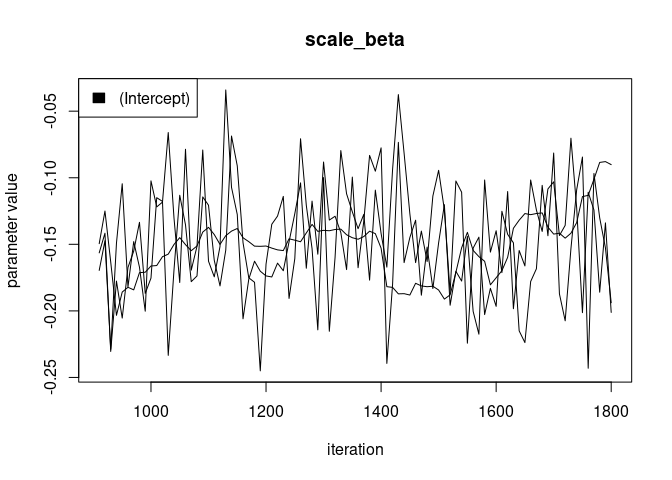 scale_beta
(Intercept)
parameter value
-0.05
-0.10
-0.15
-0.20
-0.25
1000 1200 1400 1600 1800
iteration